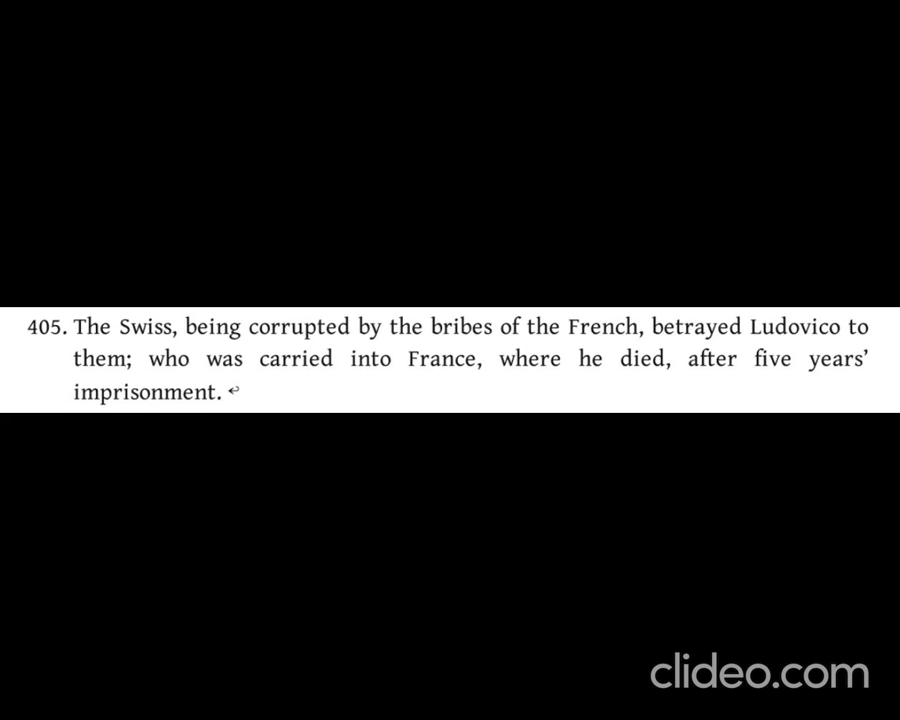 405. The Swiss, being corrupted by the bribes of the French, betrayed Ludovico to
them; who was carried into France, where he died, after five years’
imprisonment. ↩
clideo.com